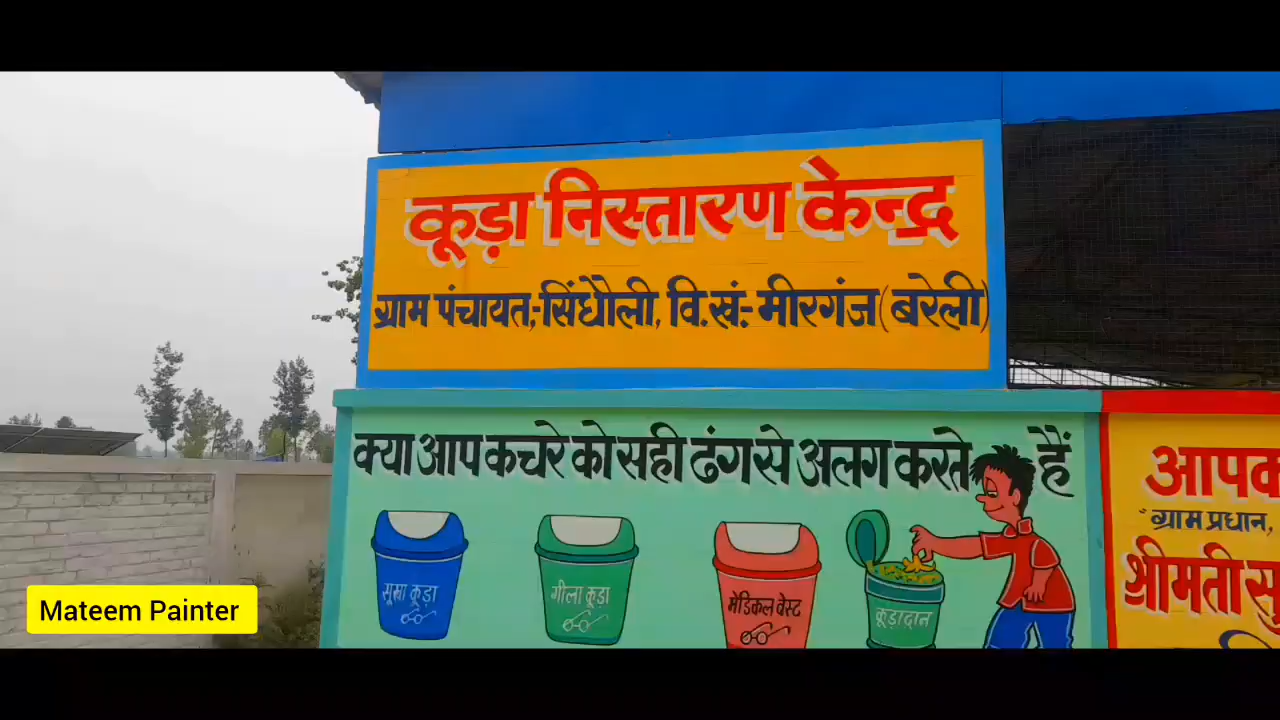 कूड़ा निस्तारण केन्द्र
ग्राम पंचायत:-सिंधौली, वि.खं:-मीरगंज(बरेली)
क्या आप कचरे को सही ढंग से अलग करते हैं
सूखा कूड़ा
गीला कूड़ा
मेडिकल वेस्ट
कूड़ादान
आपक
ग्राम प्रधान,
श्रीमती सु
Mateem Painter